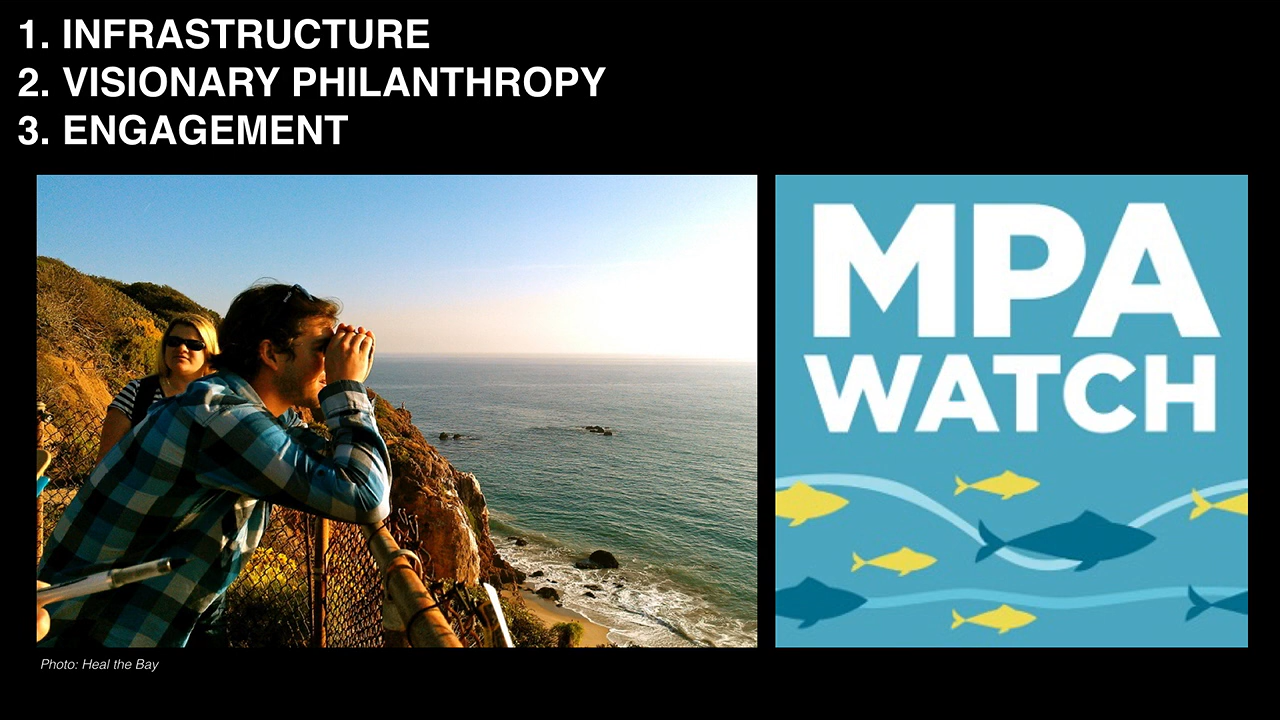 1. INFRASTRUCTURE
2. VISIONARY PHILANTHROPY
3. ENGAGEMENT
MPA
WATCH
Photo: Heal the Bay